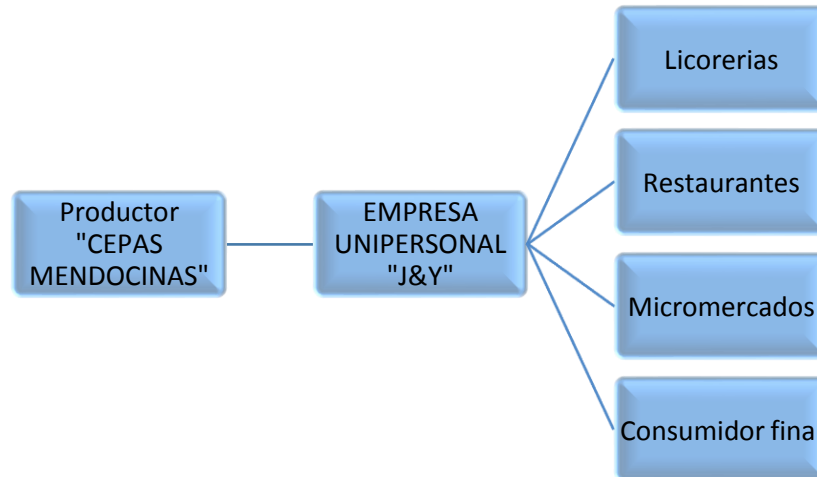 Productor
"CEPAS
MENDOCINAS"
EMPRESA
UNIPERSONAL
"J&Y"
Licorerias
Restaurantes
Micromercados
Consumidor fina